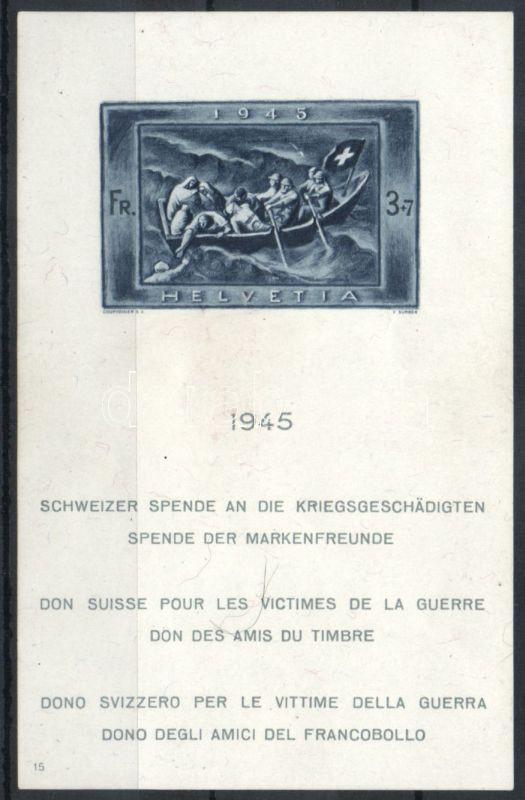 1945
FR. 3+7
HELVETIA
COURVOISIER S.A.
1945
SCHWEIZER SPENDE AN DIE KRIEGSGESCHÄDIGTEN
SPENDE DER MARKENFREUNDE
DON SUISSE POUR LES VICTIMES DE LA GUERRE
DON DES AMIS DU TIMBRE
DONO SVIZZERO PER LE VITTIME DELLA GUERRA
DONO DEGLI AMICI DEL FRANCOBOLLO
15